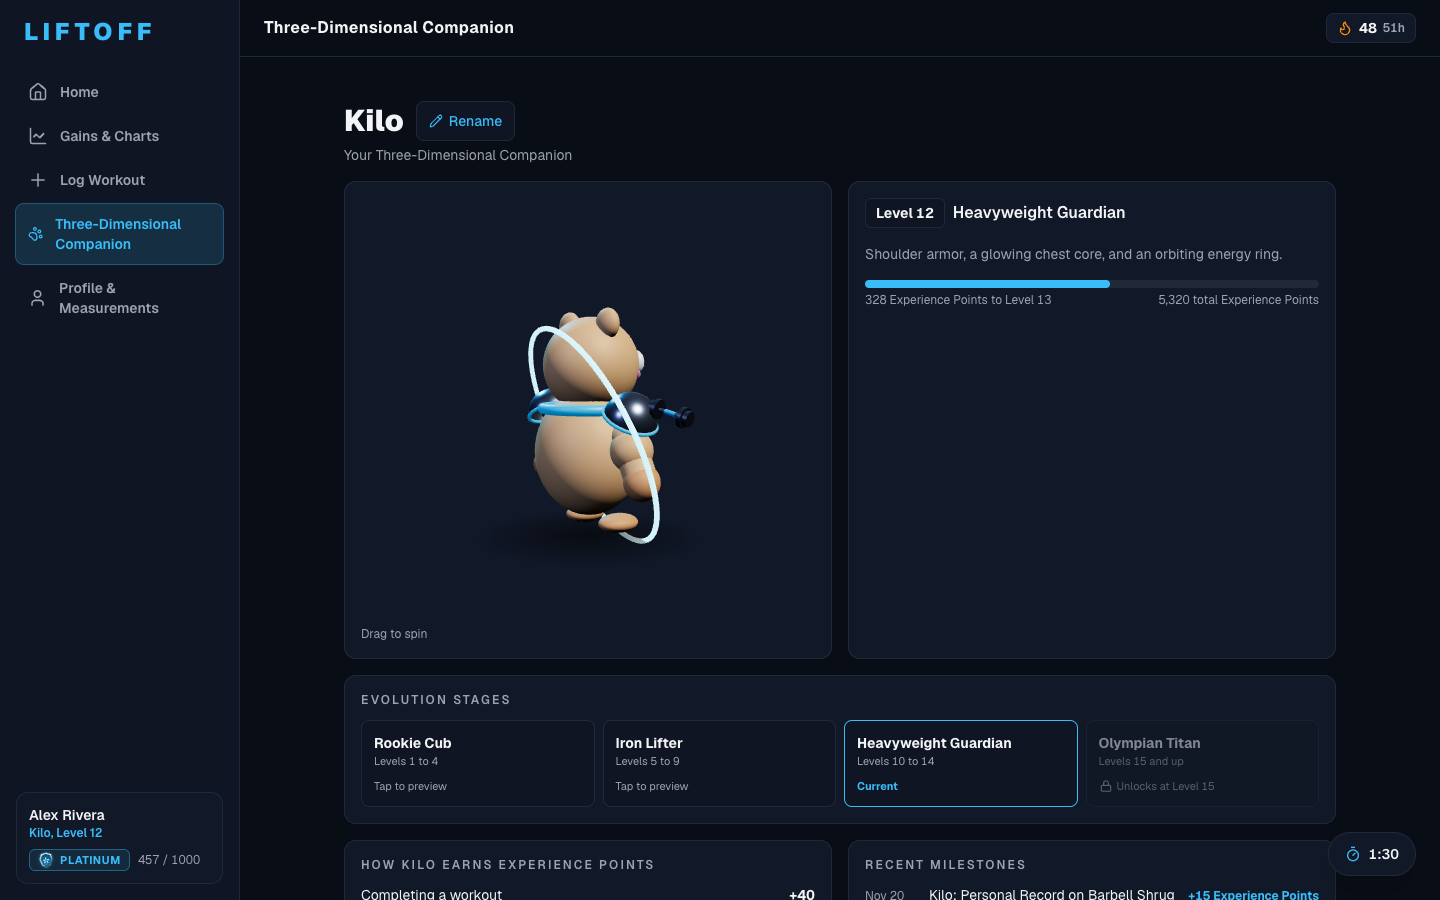 LIFTOFF
Three-Dimensional Companion
48 51h
Home
Gains & Charts
Log Workout
Three-Dimensional
Companion
Profile &
Measurements
Kilo
Rename
Your Three-Dimensional Companion
Drag to spin
Level 12 Heavyweight Guardian
Shoulder armor, a glowing chest core, and an orbiting energy ring.
328 Experience Points to Level 13
5,320 total Experience Points
EVOLUTION STAGES
Rookie Cub
Levels 1 to 4
Tap to preview
Iron Lifter
Levels 5 to 9
Tap to preview
Heavyweight Guardian
Levels 10 to 14
Current
Olympian Titan
Levels 15 and up
Unlocks at Level 15
HOW KILO EARNS EXPERIENCE POINTS
Completing a workout +40
RECENT MILESTONES
Nov 20 Kilo: Personal Record on Barbell Shrug +15 Experience Points
Alex Rivera
Kilo, Level 12
PLATINUM 457 / 1000
1:30